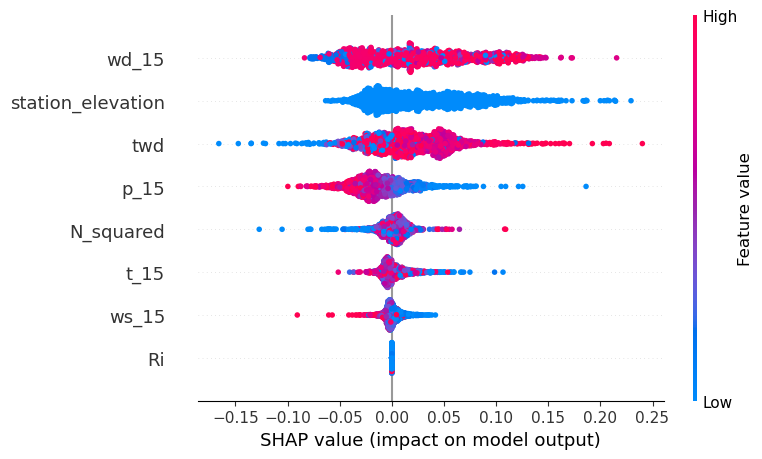 High
wd_15
station_elevation
twd
p_15
N_squared
t_15
ws_15
Ri
Feature value
Low
−0.15 −0.10 −0.05 0.00 0.05 0.10 0.15 0.20 0.25
SHAP value (impact on model output)